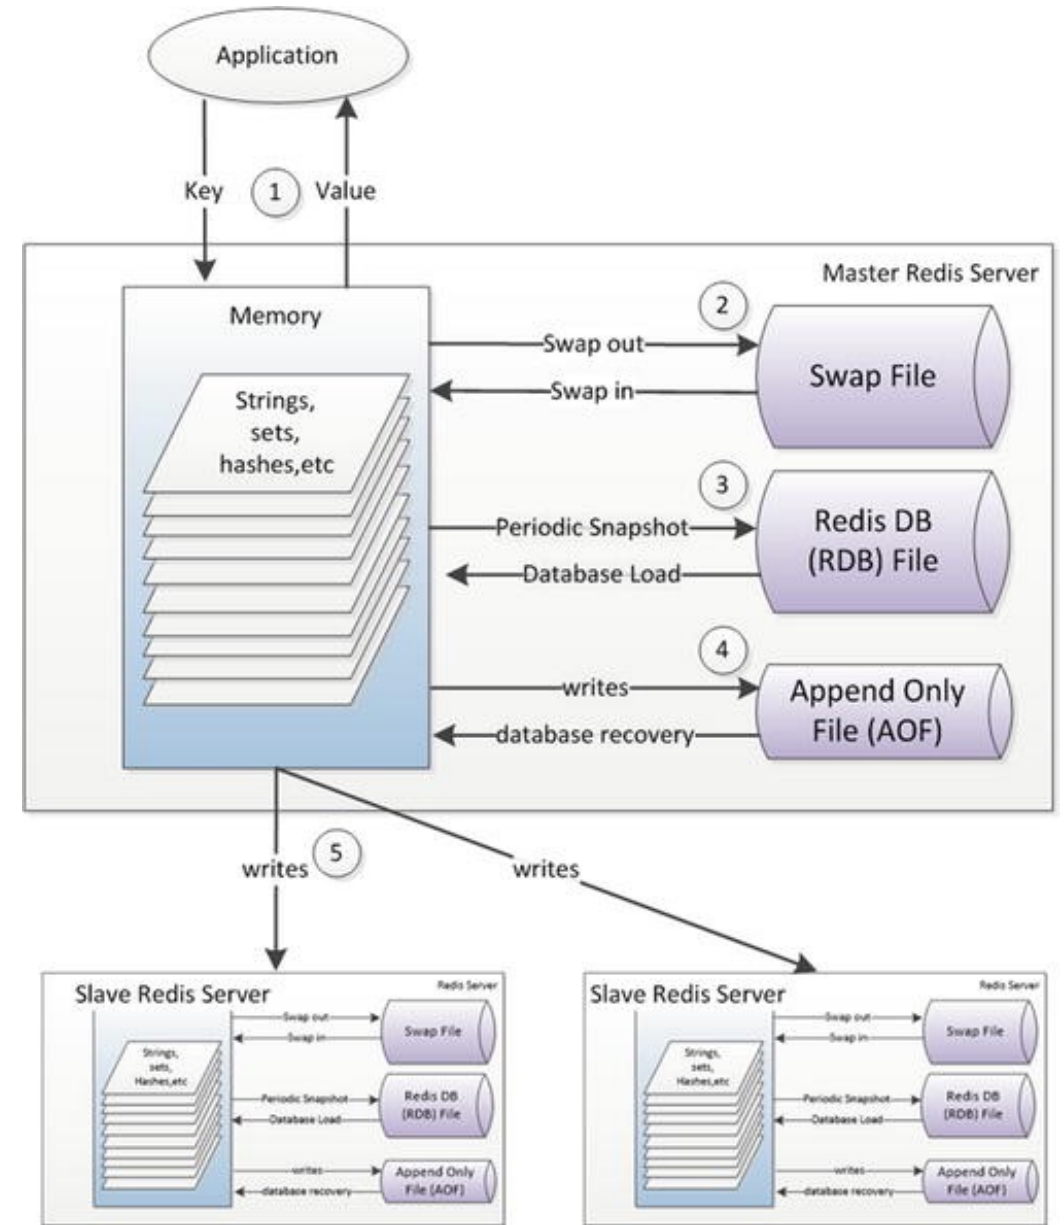 Application
Key
1
Value
Master Redis Server
Memory
2
Swap out
Swap in
Swap File
Strings,
sets,
hashes,etc
3
Periodic Snapshot
Database Load
Redis DB
(RDB) File
4
writes
database recovery
Append Only
File (AOF)
5
writes
writes
Slave Redis Server
Redis Server
Swap out
Swap in
Swap File
Strings,
sets,
Hashes,etc
Periodic Snapshot
Database Load
Redis DB
(RDB) File
writes
database recovery
Append Only
File (AOF)
Slave Redis Server
Redis Server
Swap out
Swap in
Swap File
Strings,
sets,
Hashes,etc
Periodic Snapshot
Database Load
Redis DB
(RDB) File
writes
database recovery
Append Only
File (AOF)